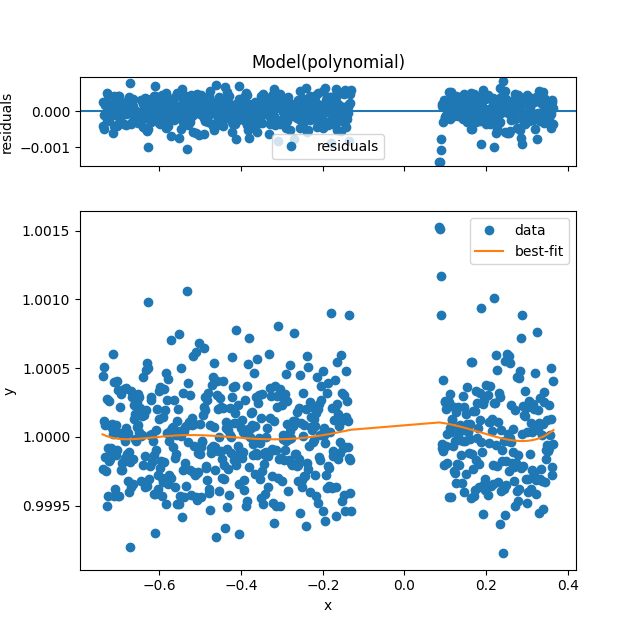 Model(polynomial)
residuals
0.000
−0.001
residuals
1.0015
1.0010
1.0005
1.0000
0.9995
y
data
best-fit
−0.6
−0.4
−0.2
0.0
0.2
0.4
x